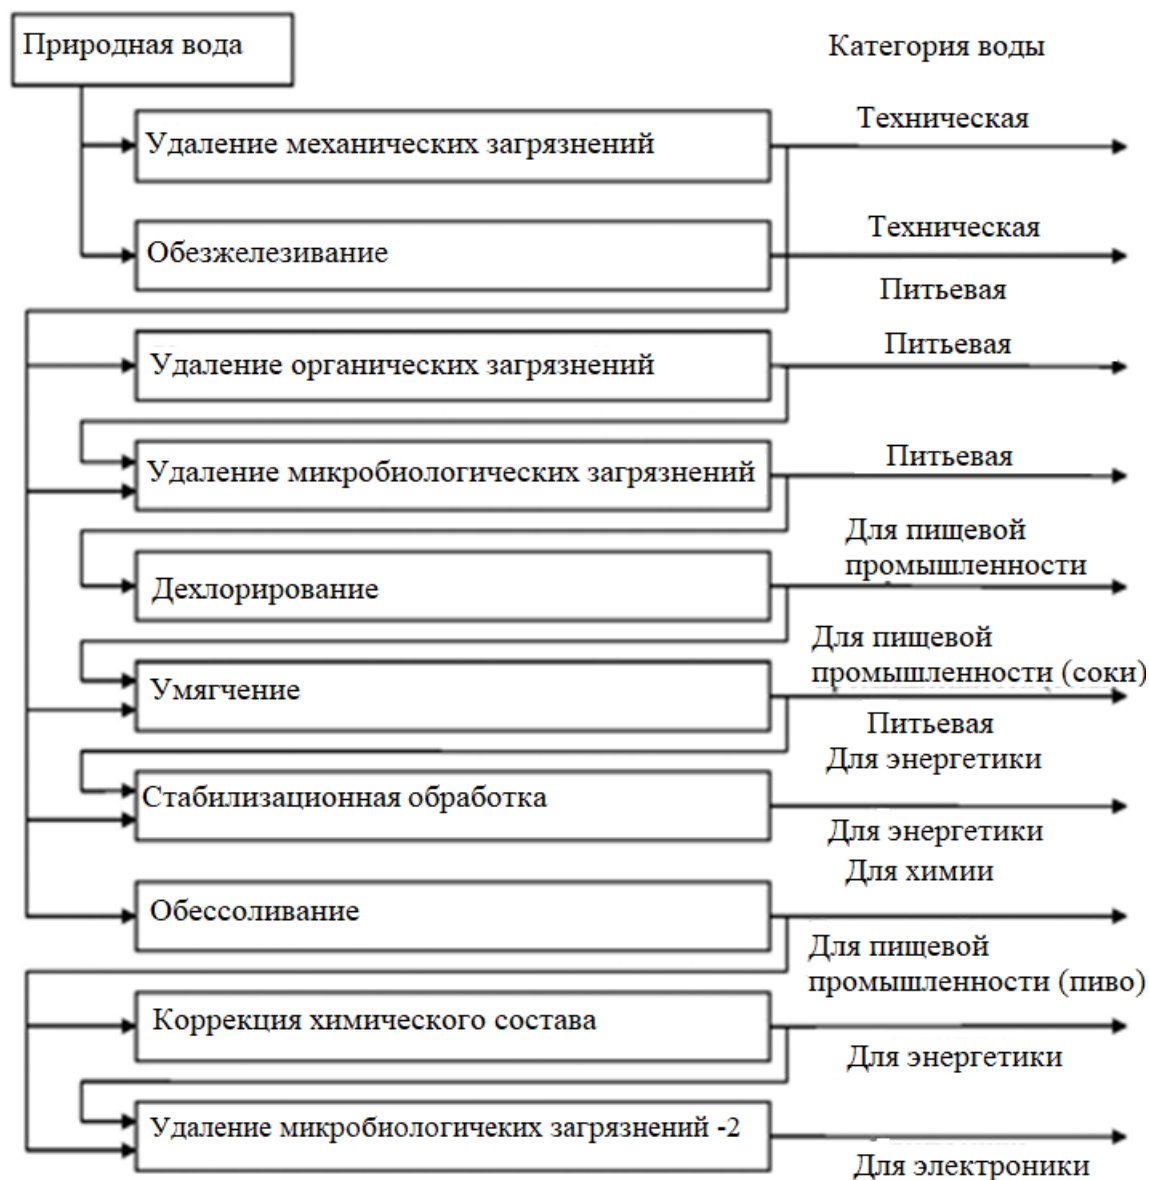 Природная вода
Категория воды
Техническая
Удаление механических загрязнений
Техническая
Обезжелезивание
Питьевая
Питьевая
Удаление органических загрязнений
Питьевая
Удаление микробиологических загрязнений
Для пищевой
промышленности
Дехлорирование
Для пищевой
промышленности (соки)
Умягчение
Питьевая
Для энергетики
Стабилизационная обработка
Для энергетики
Для химии
Обессоливание
Для пищевой
промышленности (пиво)
Коррекция химического состава
Для энергетики
Удаление микробиологичеких загрязнений -2
Для электроники